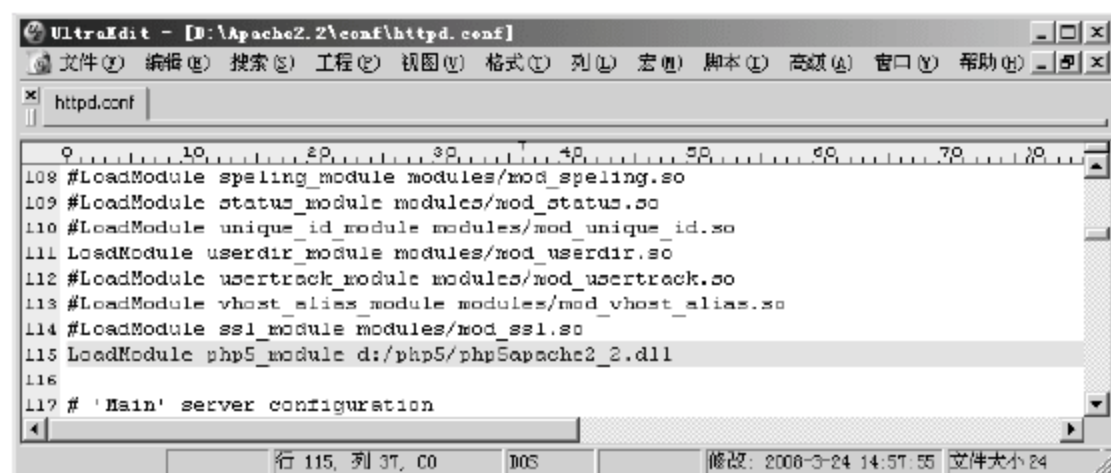 UltraEdit - [D:\Apache2.2\conf\httpd.conf]
文件(F) 编辑(E) 搜索(S) 工程(P) 视图(V) 格式(T) 列(L) 宏(M) 脚本(I) 高级(A) 窗口(W) 帮助(H)
httpd.conf
0 10 20 30 40 50 60 70 80
108 #LoadModule speling_module modules/mod_speling.so
109 #LoadModule status_module modules/mod_status.so
110 #LoadModule unique_id_module modules/mod_unique_id.so
111 LoadModule userdir_module modules/mod_userdir.so
112 #LoadModule usertrack_module modules/mod_usertrack.so
113 #LoadModule vhost_alias_module modules/mod_vhost_alias.so
114 #LoadModule ssl_module modules/mod_ssl.so
115 LoadModule php5_module d:/php5/php5apache2_2.dll
116
117 # 'Main' server configuration
行 115, 列 37, C0 DOS 修改: 2008-3-24 14:57:55 文件大小 24